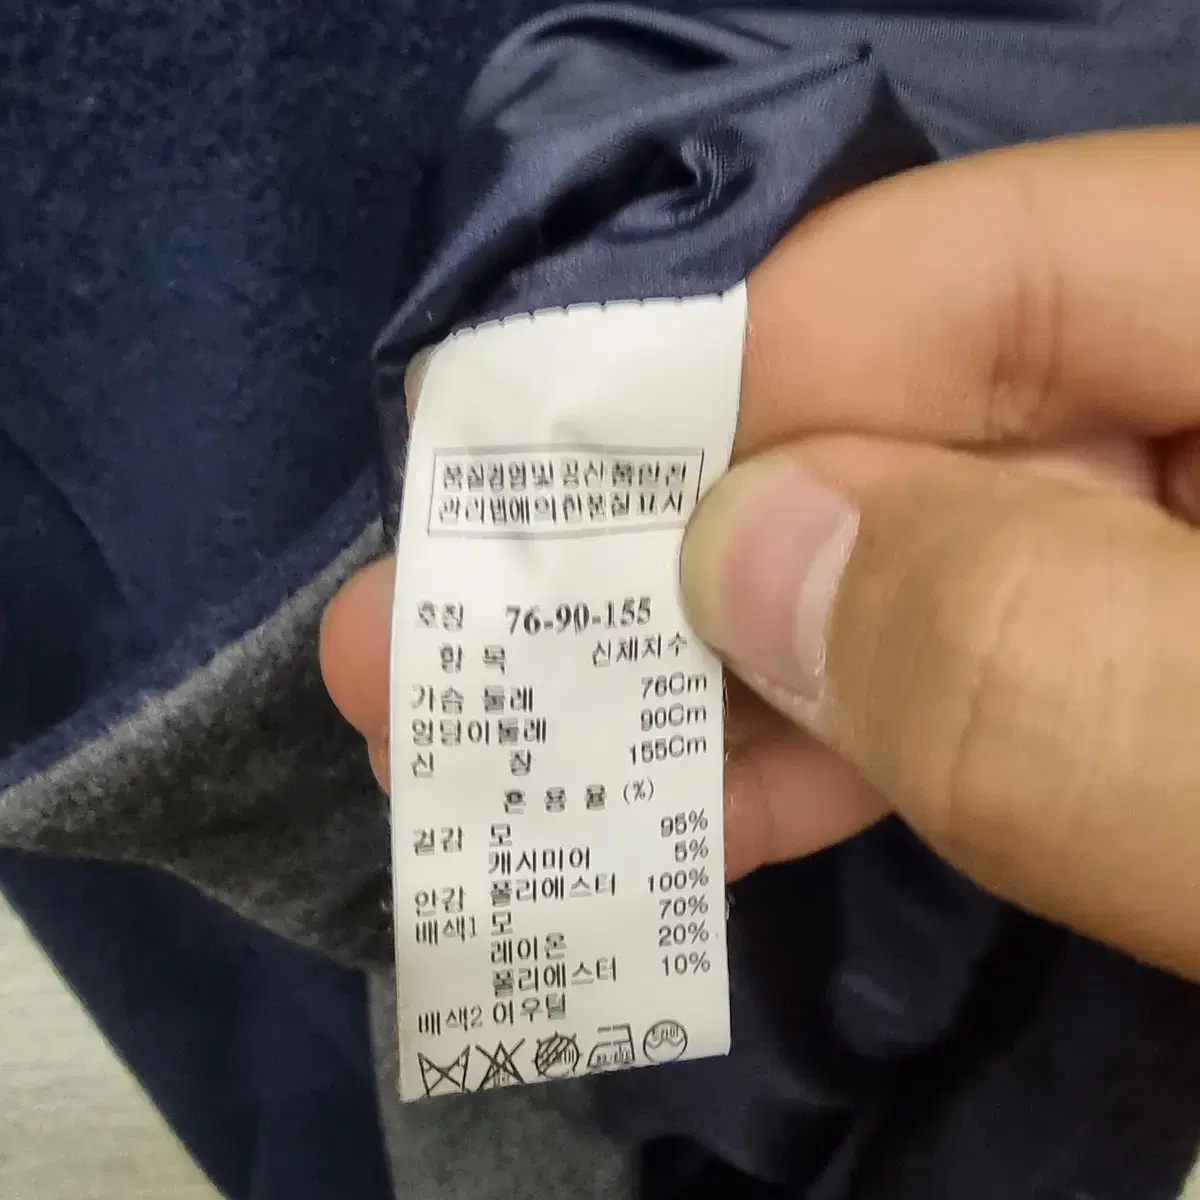 품질경영및 공산품안전
관리법에의한품질표시
호칭 76-90-155
항 목 신체치수
가슴 둘레 76Cm
엉덩이둘레 90Cm
신 장 155Cm
혼 용 율 (%)
겉감 모 95%
캐시미어 5%
안감 폴리에스터 100%
배색1 모 70%
레이온 20%
폴리에스터 10%
배색2 이우딜